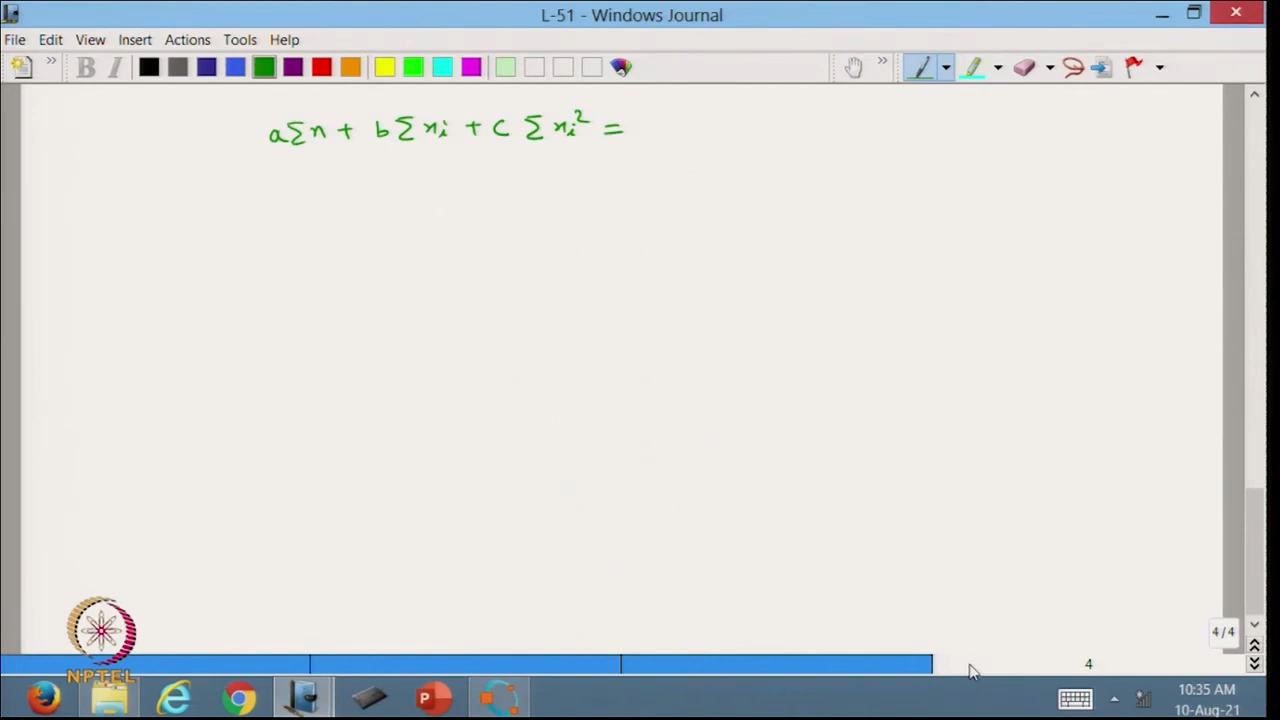 L-51 - Windows Journal
File Edit View Insert Actions Tools Help
B I
a∑n + b∑xi + c ∑xi² =
4/4
4
NPTEL
10:35 AM
10-Aug-21